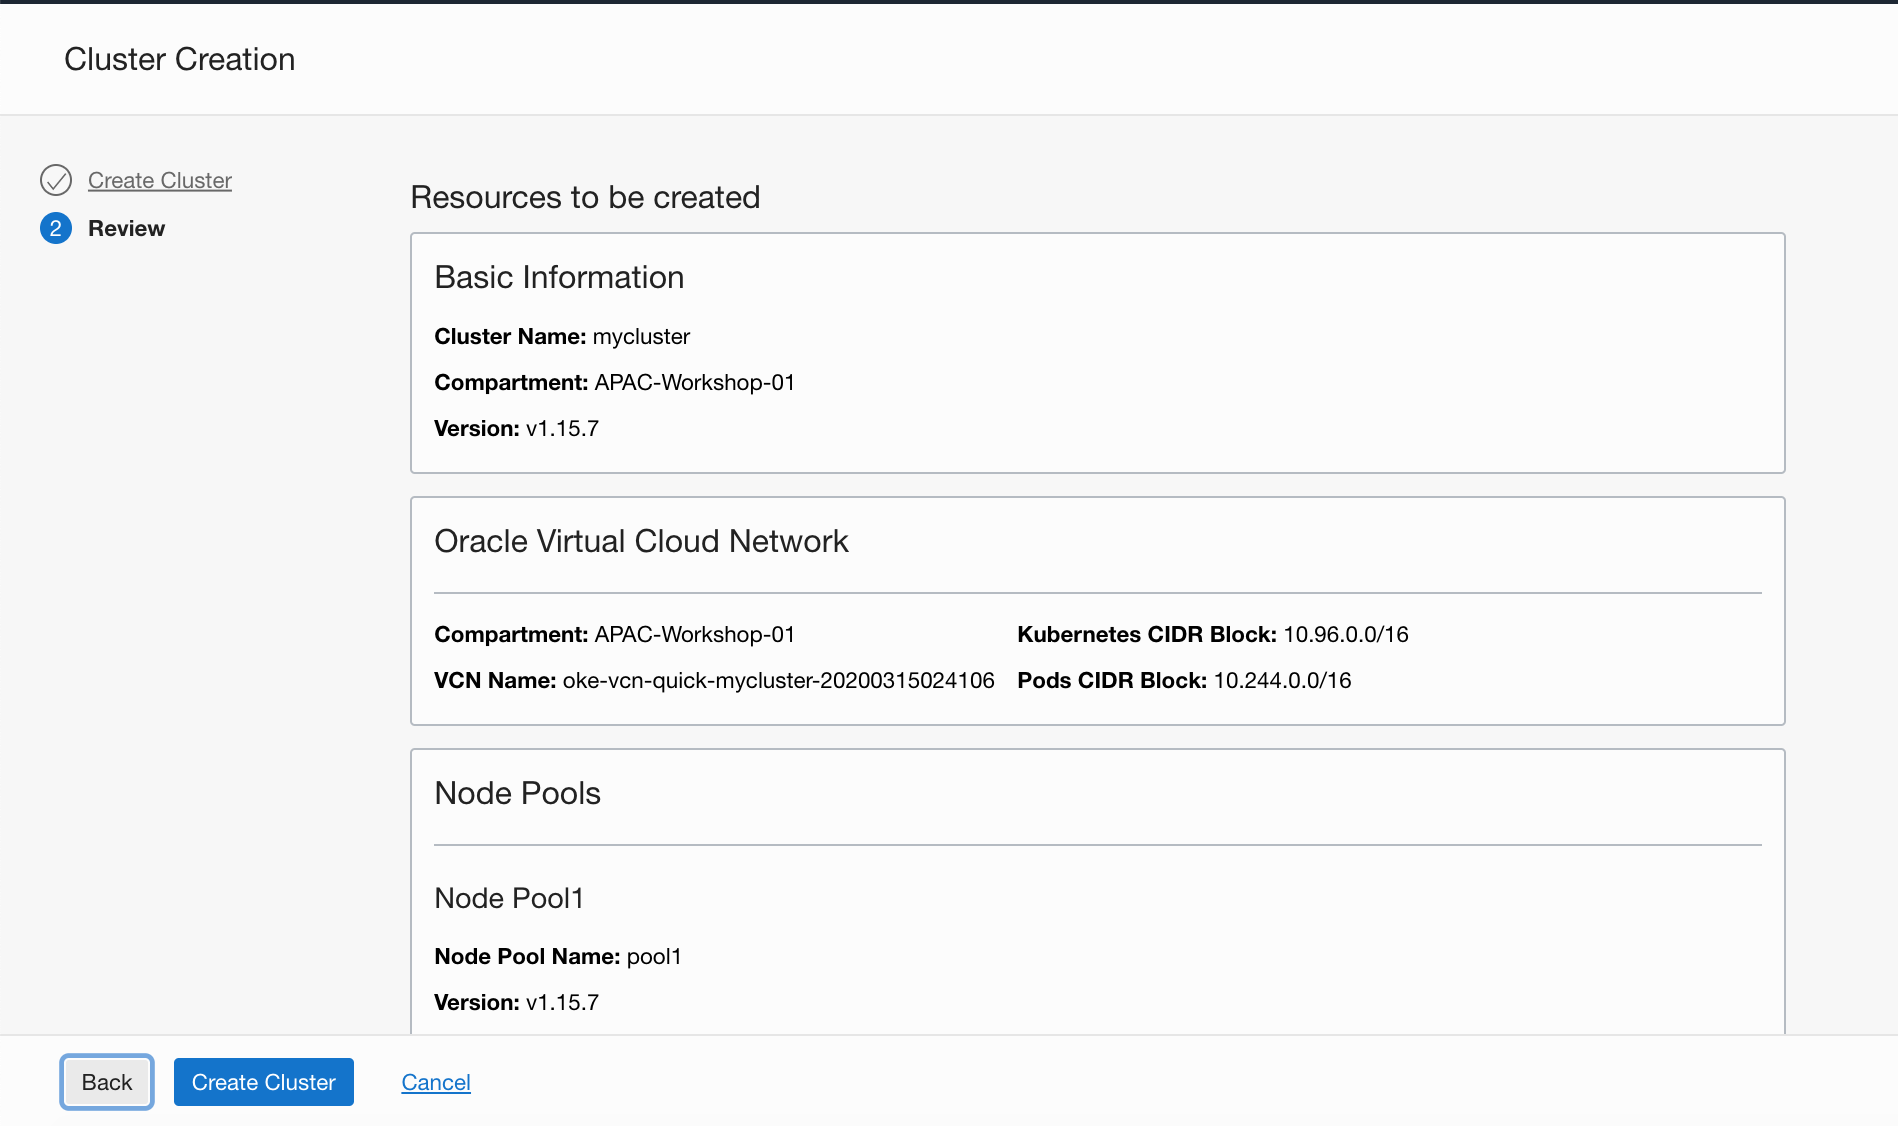 Cluster Creation
Create Cluster
2 Review
Resources to be created
Basic Information
Cluster Name: mycluster
Compartment: APAC-Workshop-01
Version: v1.15.7
Oracle Virtual Cloud Network
Compartment: APAC-Workshop-01 Kubernetes CIDR Block: 10.96.0.0/16
VCN Name: oke-vcn-quick-mycluster-20200315024106 Pods CIDR Block: 10.244.0.0/16
Node Pools
Node Pool1
Node Pool Name: pool1
Version: v1.15.7
Back Create Cluster Cancel